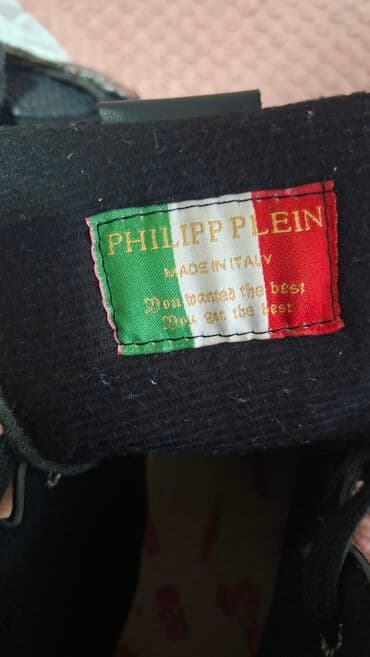 PHILIPP PLEIN
MADE IN ITALY
You wanted the best
You got the best